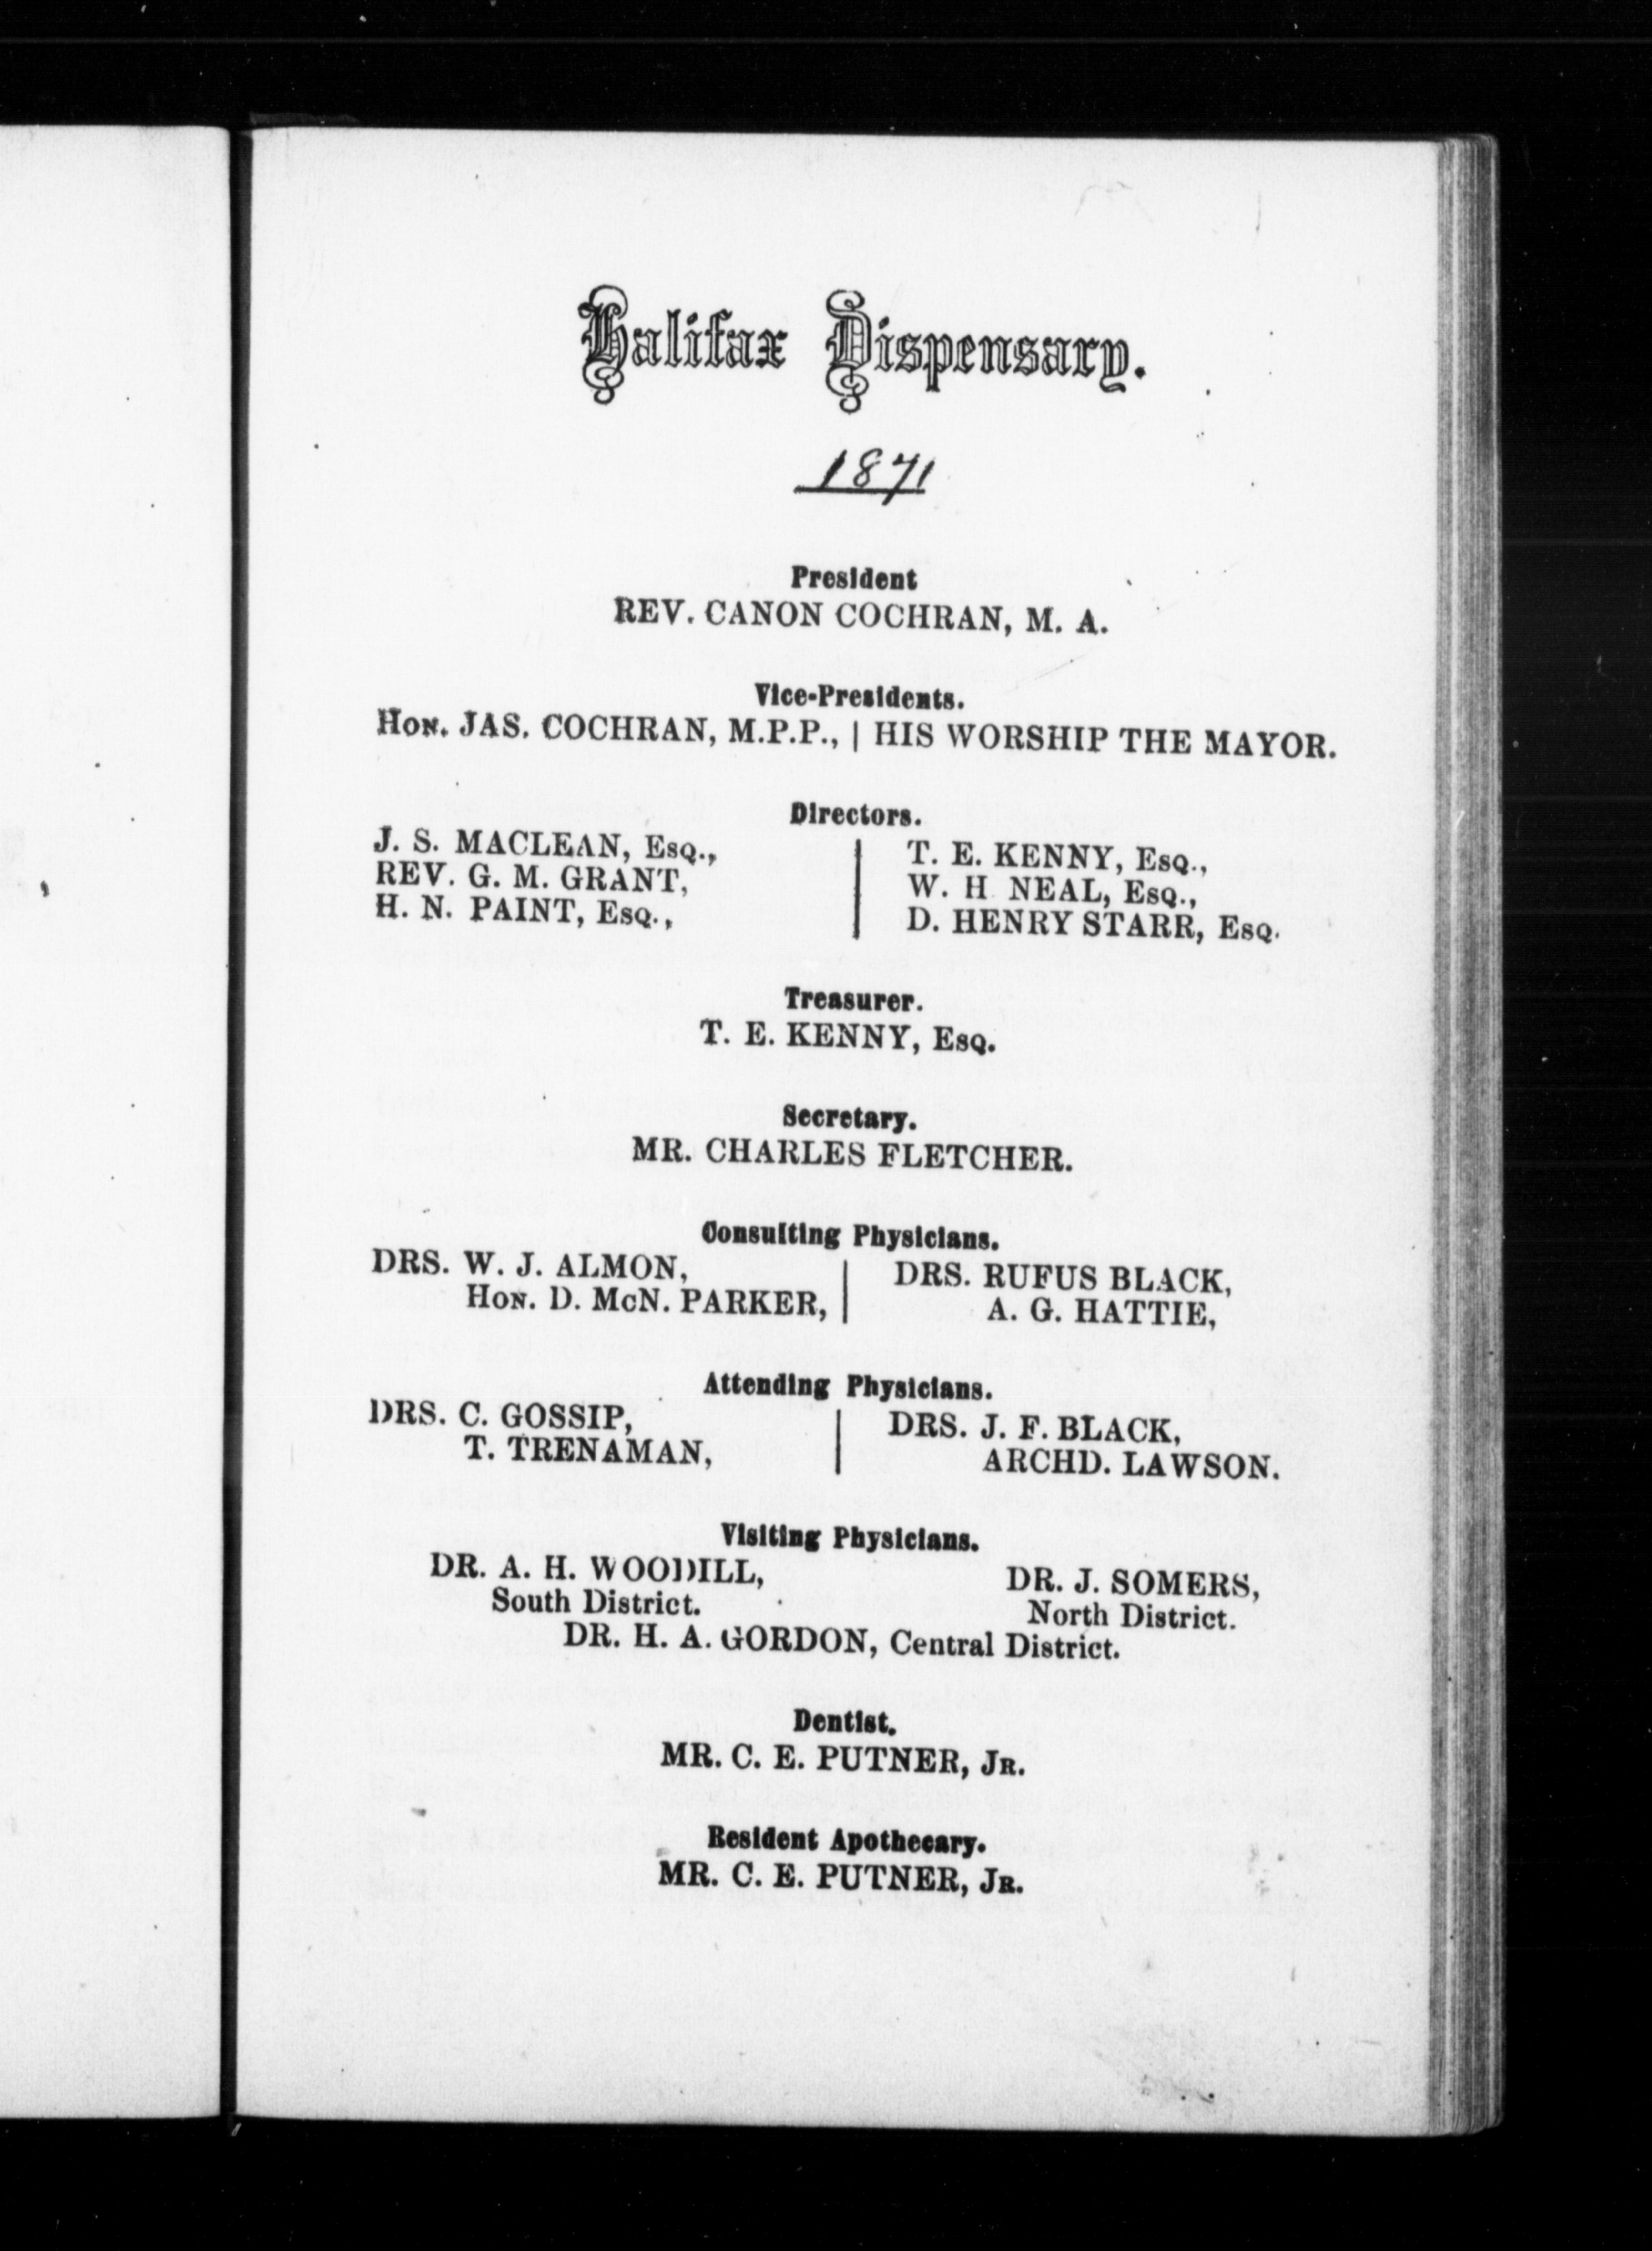 Halifax Dispensary.
1871
President
REV. CANON COCHRAN, M. A.
Vice-Presidents.
HON. JAS. COCHRAN, M.P.P., | HIS WORSHIP THE MAYOR.
Directors.
J. S. MACLEAN, ESQ.,
REV. G. M. GRANT,
H. N. PAINT, ESQ.,
T. E. KENNY, ESQ.,
W. H NEAL, ESQ.,
D. HENRY STARR, ESQ.
Treasurer.
T. E. KENNY, ESQ.
Secretary.
MR. CHARLES FLETCHER.
Consulting Physicians.
DRS. W. J. ALMON,
HON. D. McN. PARKER,
DRS. RUFUS BLACK,
A. G. HATTIE,
Attending Physicians.
DRS. C. GOSSIP,
T. TRENAMAN,
DRS. J. F. BLACK,
ARCHD. LAWSON.
Visiting Physicians.
DR. A. H. WOODILL,
South District.
DR. J. SOMERS,
North District.
DR. H. A. GORDON, Central District.
Dentist.
MR. C. E. PUTNER, JR.
Resident Apothecary.
MR. C. E. PUTNER, JR.